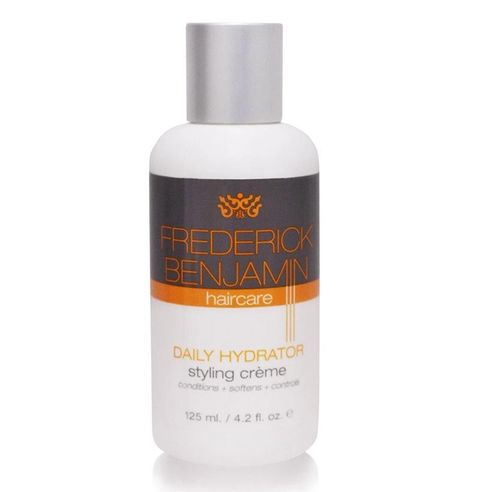 FREDERICK
BENJAMIN
haircare
DAILY HYDRATOR
styling crème
conditions + softens + controls
125 ml. / 4.2 fl. oz. e